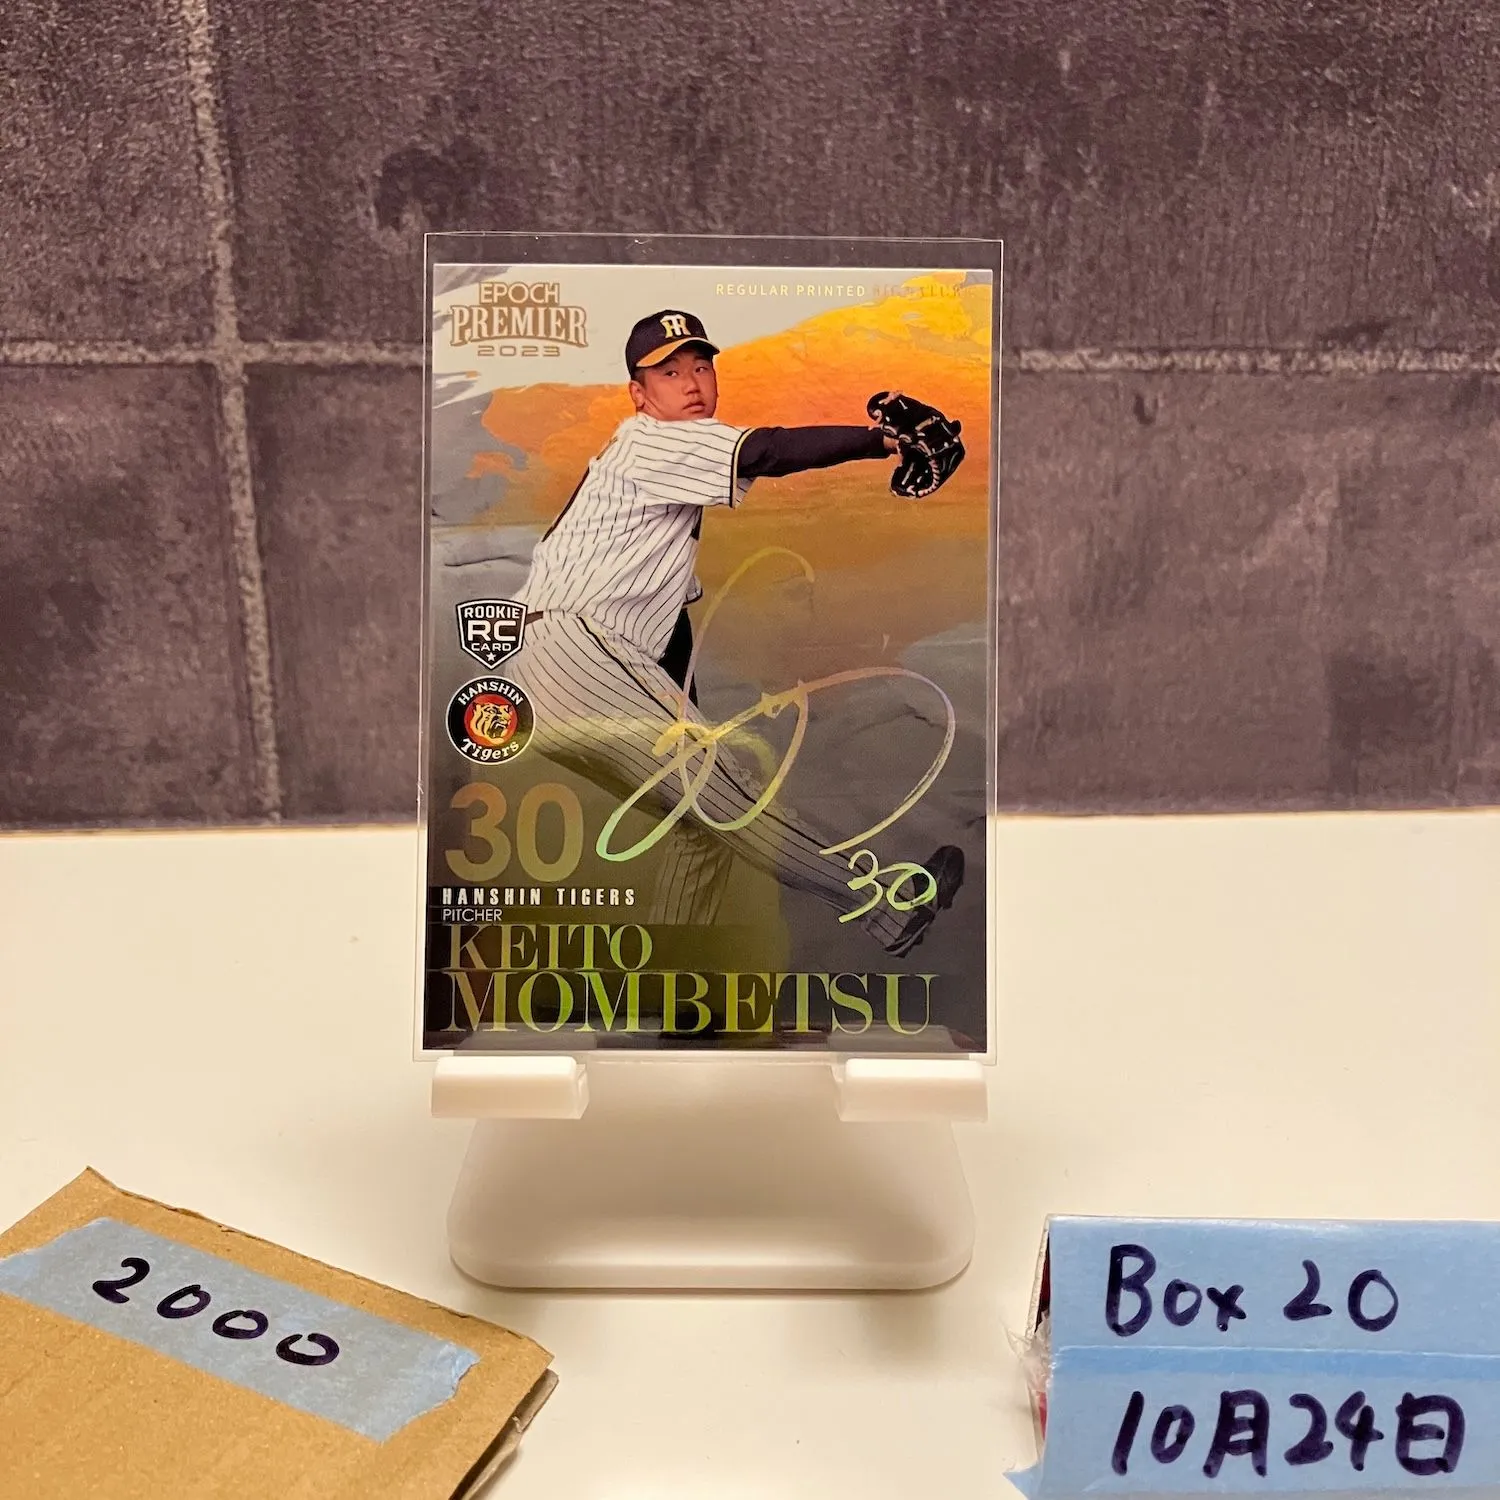 EPOCH
PREMIER
2023
REGULAR PRINTED SIGNATURE
ROOKIE
RC
CARD
HANSHIN
Tigers
30
30
HANSHIN TIGERS
PITCHER
KEITO
MOMBETSU
2000
Box 20
10月24日